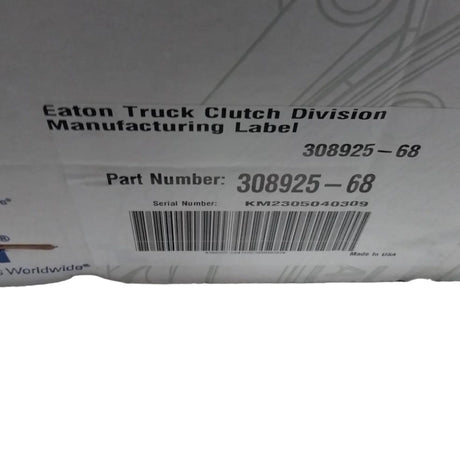 Eaton Truck Clutch Division
Manufacturing Label
308925-68
Part Number: 308925-68
Serial Number: KM2305040309
Made In USA
s Worldwide®